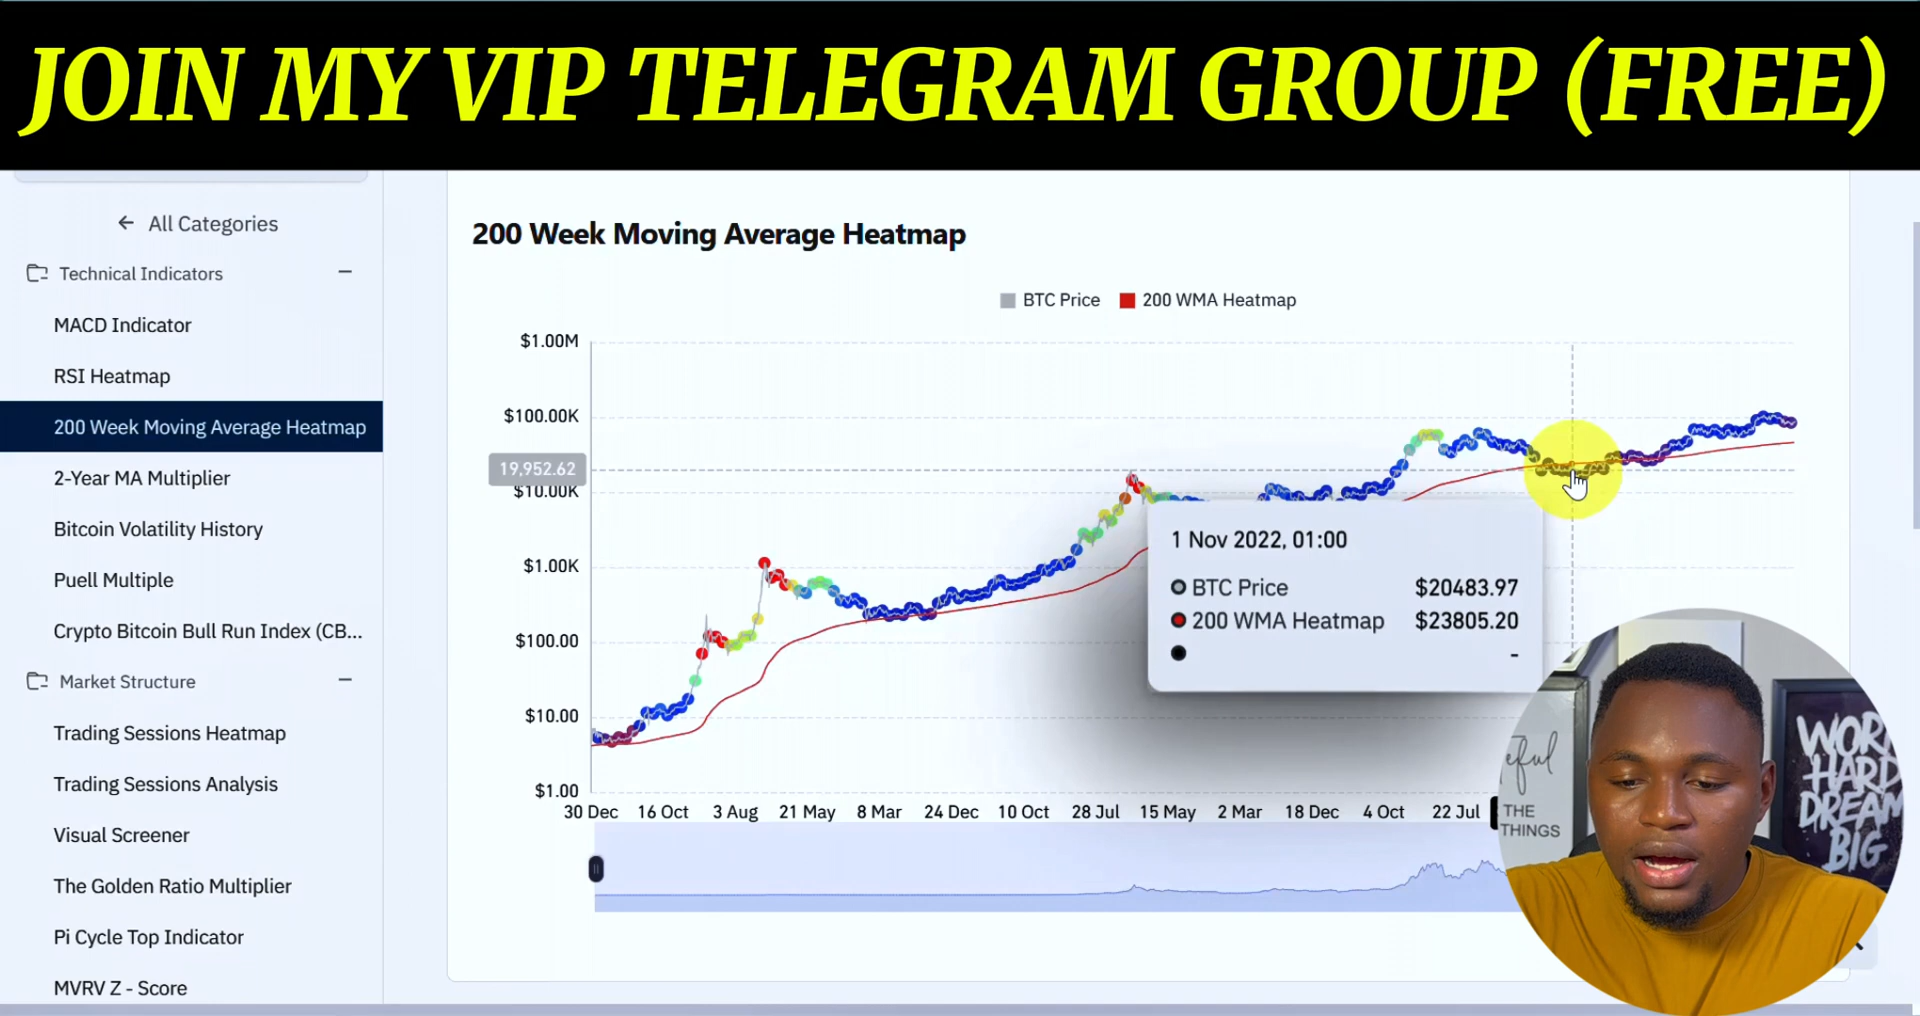 JOIN MY VIP TELEGRAM GROUP (FREE)
All Categories
Technical Indicators
MACD Indicator
RSI Heatmap
200 Week Moving Average Heatmap
2-Year MA Multiplier
Bitcoin Volatility History
Puell Multiple
Crypto Bitcoin Bull Run Index (CB...
Market Structure
Trading Sessions Heatmap
Trading Sessions Analysis
Visual Screener
The Golden Ratio Multiplier
Pi Cycle Top Indicator
MVRV Z - Score
200 Week Moving Average Heatmap
BTC Price 200 WMA Heatmap
$1.00M
$100.00K
19,952.62
$10.00K
$1.00K
$100.00
$10.00
$1.00
30 Dec 16 Oct 3 Aug 21 May 8 Mar 24 Dec 10 Oct 28 Jul 15 May 2 Mar 18 Dec 4 Oct 22 Jul
1 Nov 2022, 01:00
BTC Price $20483.97
200 WMA Heatmap $23805.20
-
THE
THINGS
WORK
HARD
DREAM
BIG